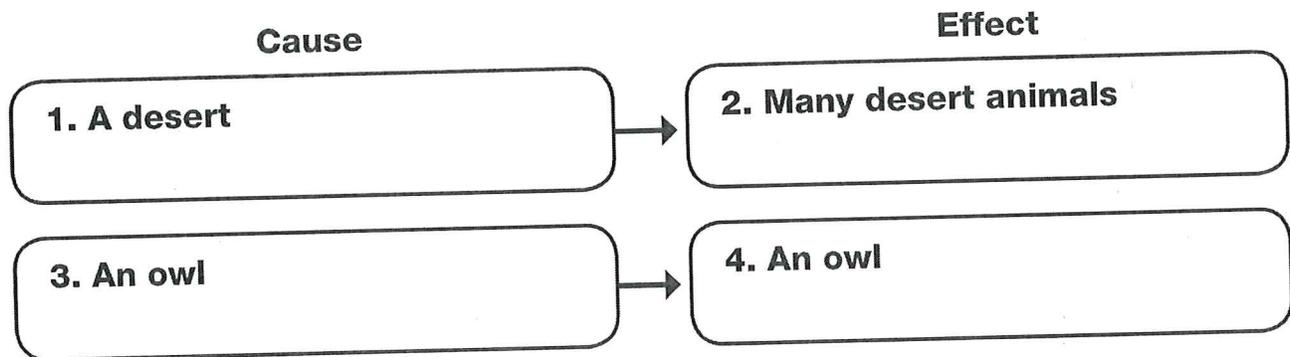 Cause
Effect
1. A desert
2. Many desert animals
3. An owl
4. An owl